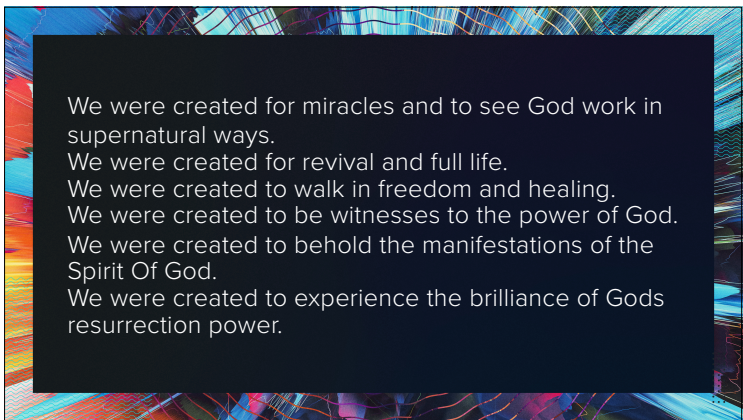 We were created for miracles and to see God work in
supernatural ways.
We were created for revival and full life.
We were created to walk in freedom and healing.
We were created to be witnesses to the power of God.
We were created to behold the manifestations of the
Spirit Of God.
We were created to experience the brilliance of Gods
resurrection power.